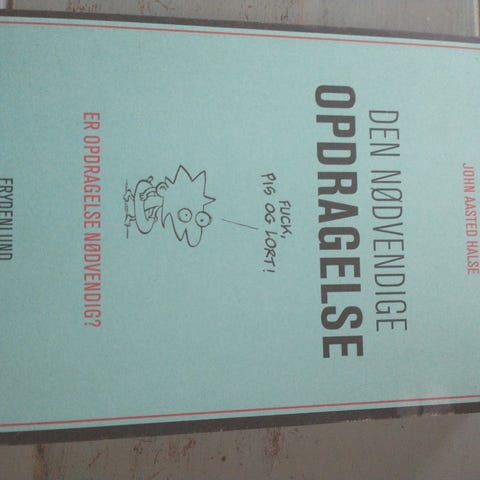 JOHN AASTED HALSE
DEN NØDVENDIGE
OPDRAGELSE
FUCK,
PIS OG LORT!
ER OPDRAGELSE NØDVENDIG?
FRYDENLUND